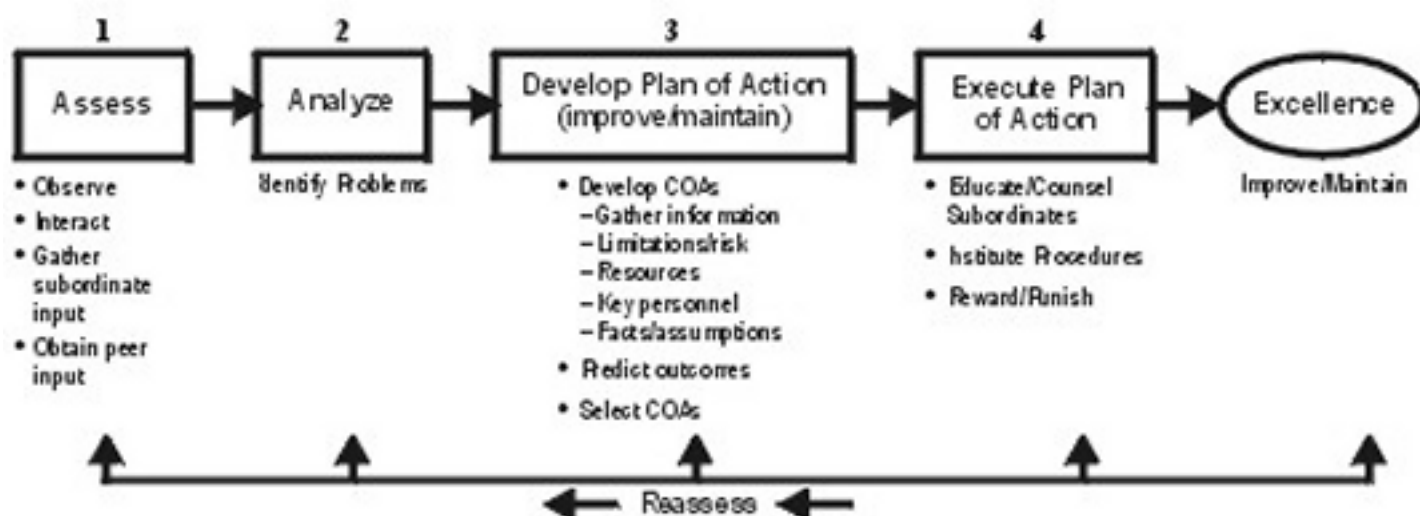 1
Assess
• Observe
• Interact
• Gather
subordinate
input
• Obtain peer
input
2
Analyze
Identify Problems
3
Develop Plan of Action
(improve/maintain)
• Develop COAs
– Gather information
– Limitations/risk
– Resources
– Key personnel
– Facts/assumptions
• Predict outcomes
• Select COAs
4
Execute Plan
of Action
• Educate/Counsel
Subordinates
• Institute Procedures
• Reward/Punish
Excellence
Improve/Maintain
Reassess